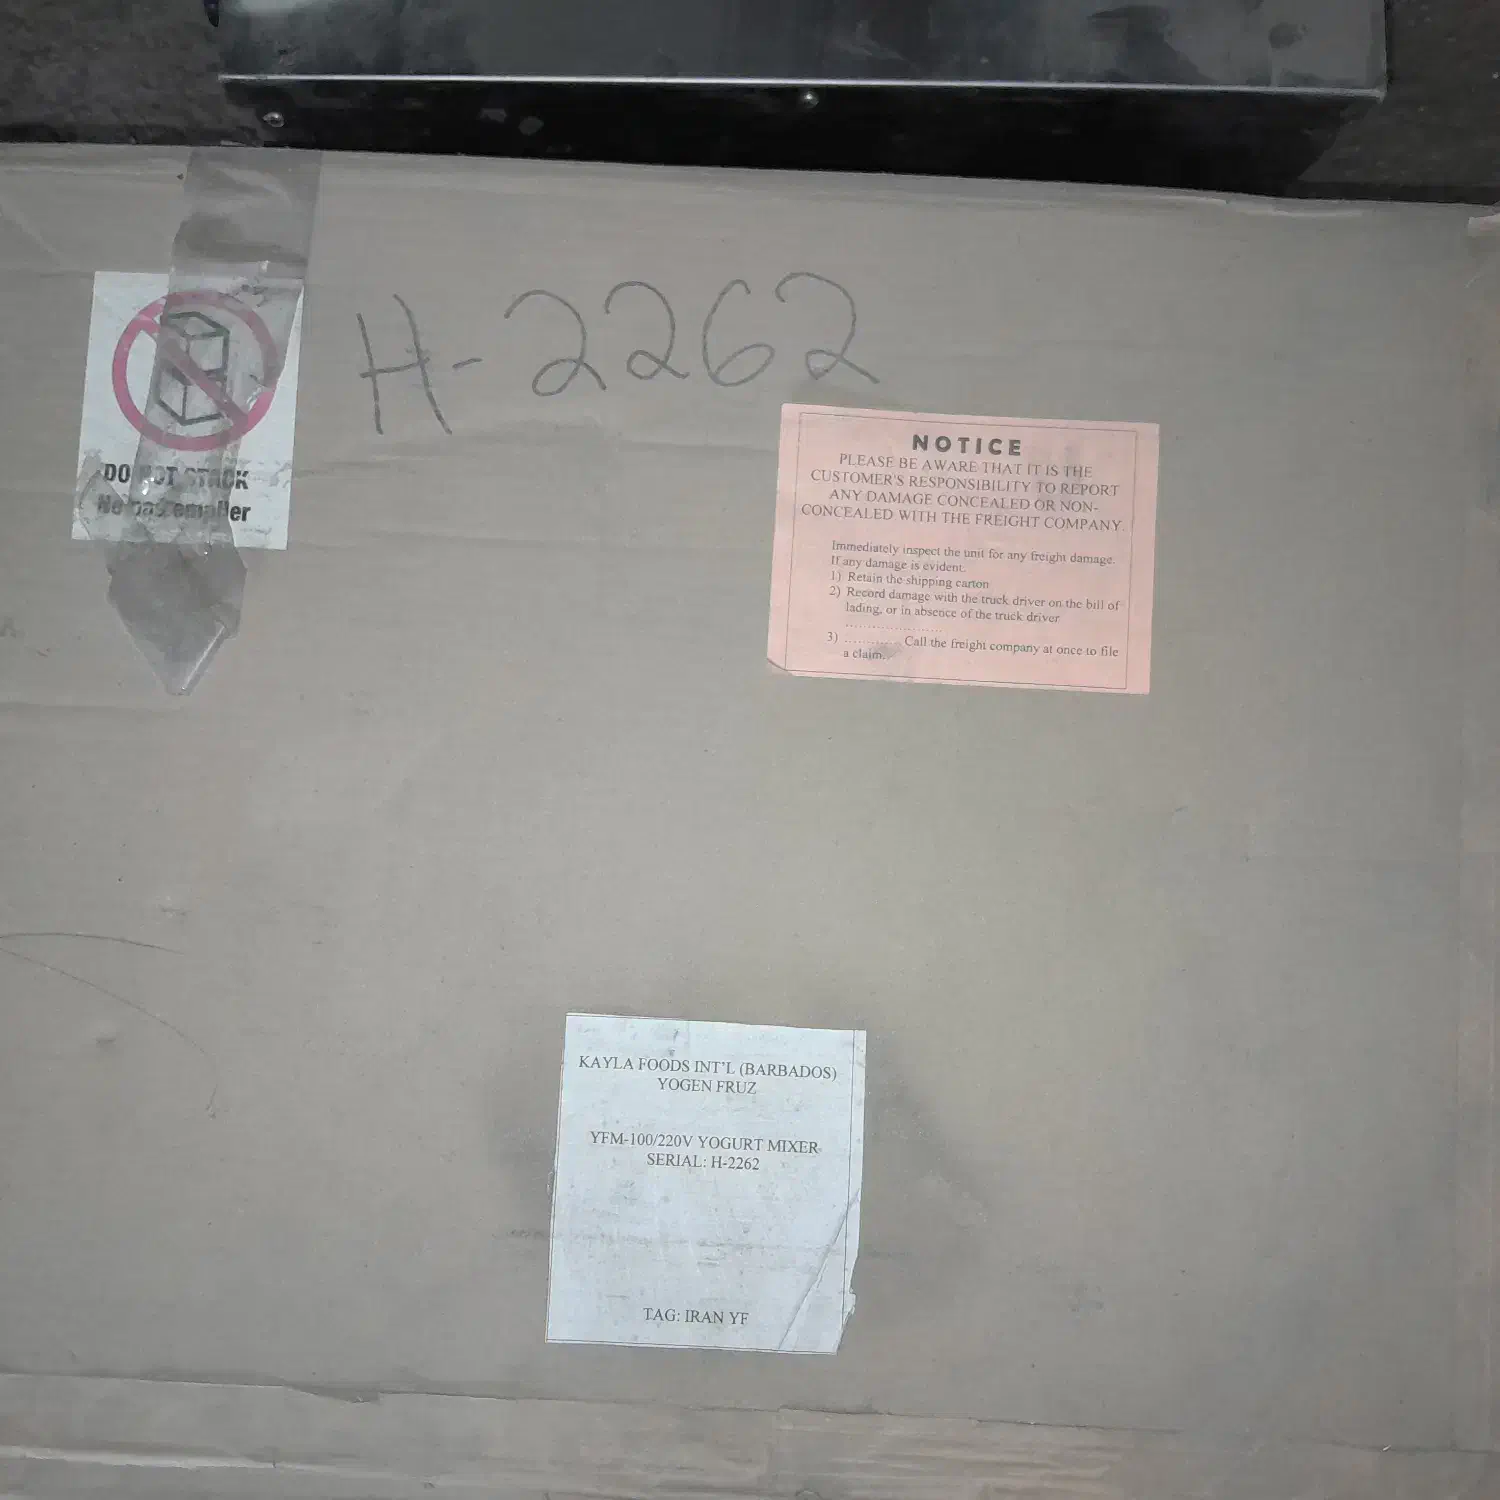 H-2262
DO NOT STACK
Ne pas empiler
NOTICE
PLEASE BE AWARE THAT IT IS THE
CUSTOMER'S RESPONSIBILITY TO REPORT
ANY DAMAGE CONCEALED OR NON-
CONCEALED WITH THE FREIGHT COMPANY.
Immediately inspect the unit for any freight damage.
If any damage is evident.
1) Retain the shipping carton
2) Record damage with the truck driver on the bill of
lading, or in absence of the truck driver
.....................
3) ............ Call the freight company at once to file
a claim.
KAYLA FOODS INT'L (BARBADOS)
YOGEN FRUZ
YFM-100/220V YOGURT MIXER
SERIAL: H-2262
TAG: IRAN YF